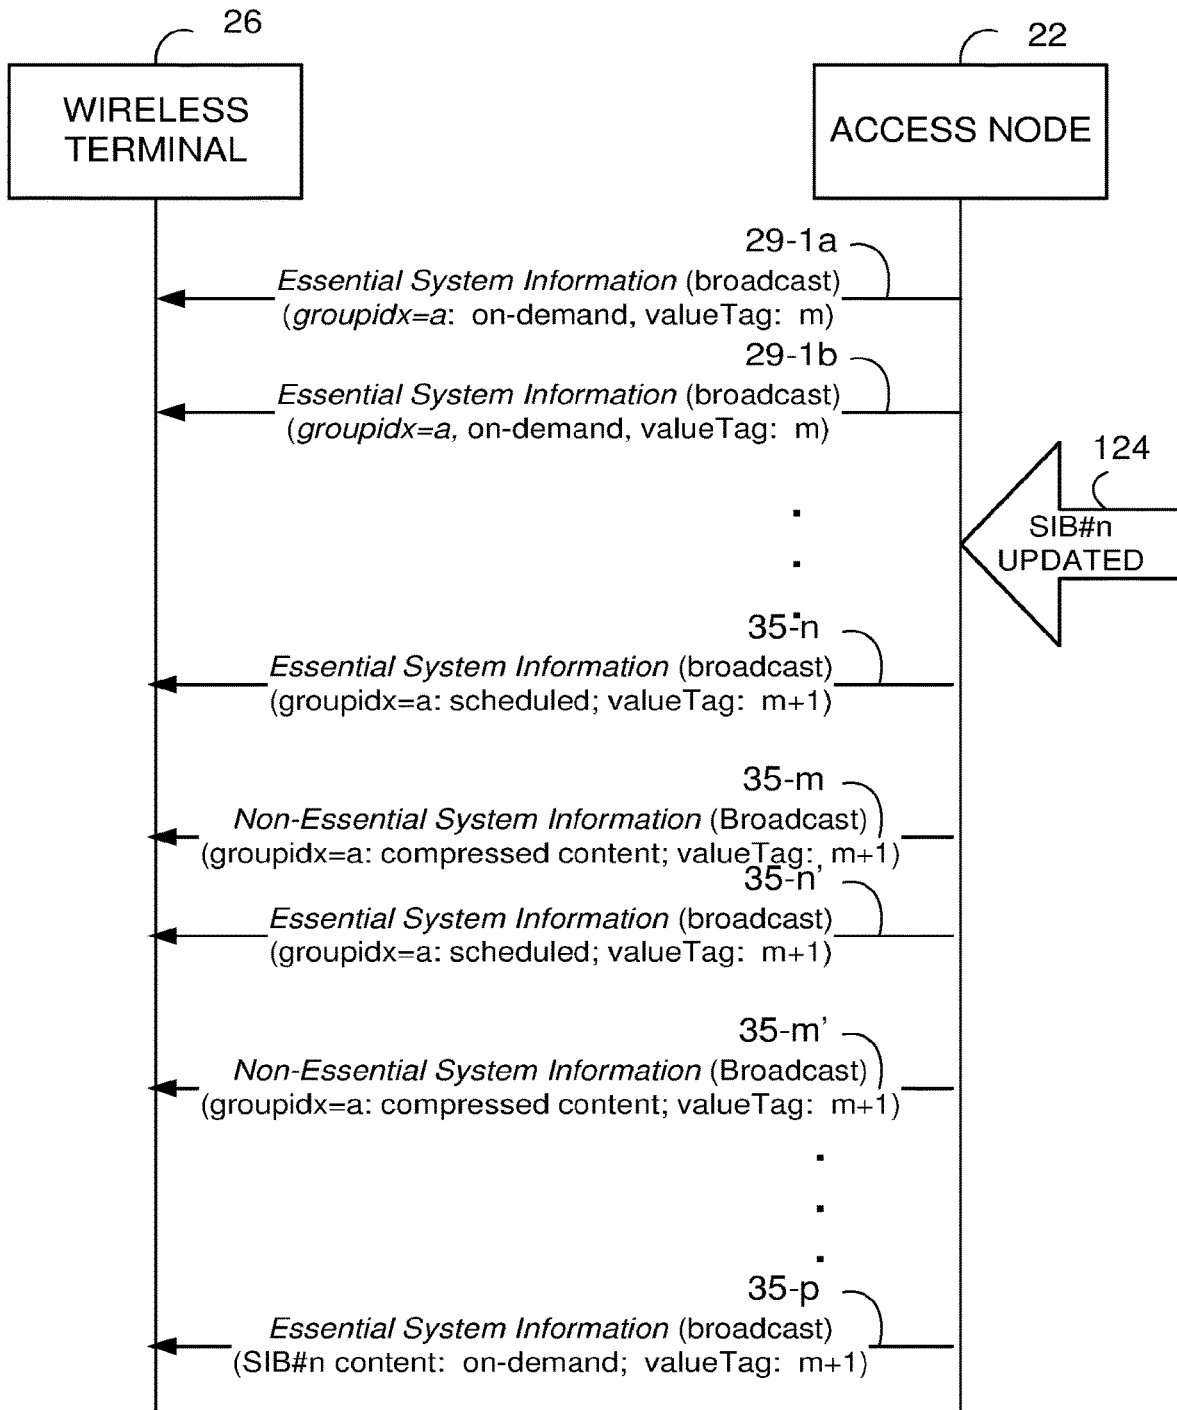 26
22
WIRELESS
TERMINAL
ACCESS NODE
29-1a
Essential System Information (broadcast)
(groupidx=a: on-demand, valueTag: m)
29-1b
Essential System Information (broadcast)
(groupidx=a, on-demand, valueTag: m)
124
SIB#n
UPDATED
35-n
Essential System Information (broadcast)
(groupidx=a: scheduled; valueTag: m+1)
35-m
Non-Essential System Information (Broadcast)
(groupidx=a: compressed content; valueTag: m+1)
35-n’
Essential System Information (broadcast)
(groupidx=a: scheduled; valueTag: m+1)
35-m’
Non-Essential System Information (Broadcast)
(groupidx=a: compressed content; valueTag: m+1)
35-p
Essential System Information (broadcast)
(SIB#n content: on-demand; valueTag: m+1)